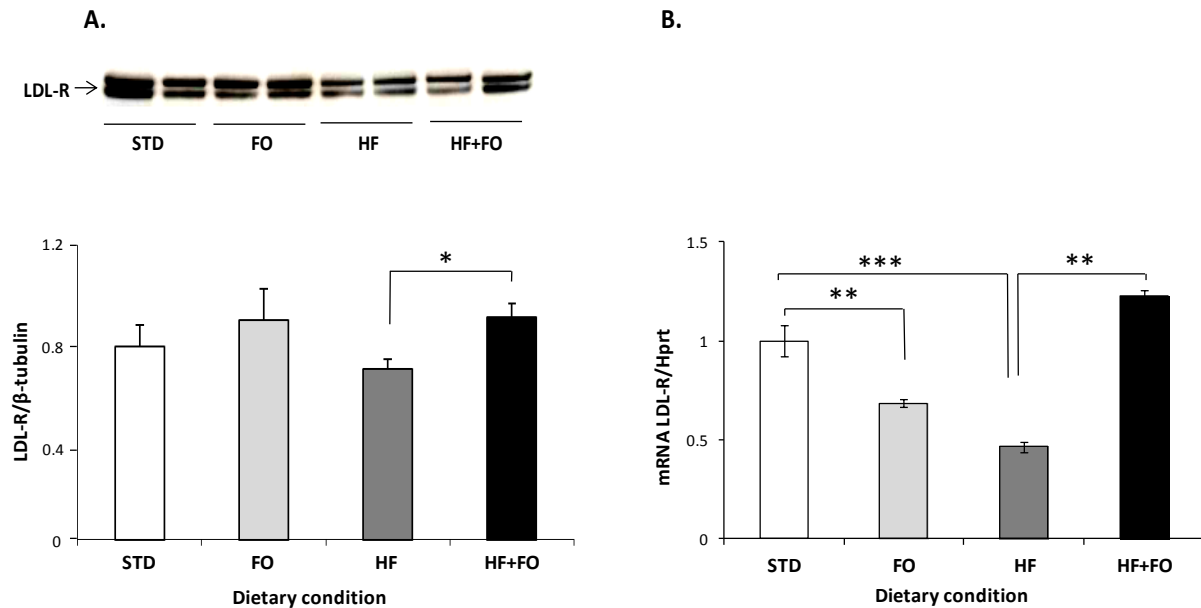 A.
LDL-R
STD FO HF HF+FO
LDL-R/β-tubulin
1.2
0.8
0.4
0
*
STD FO HF HF+FO
Dietary condition
B.
mRNA LDL-R/Hprt
1.5
1
0.5
0
***
**
**
STD FO HF HF+FO
Dietary condition